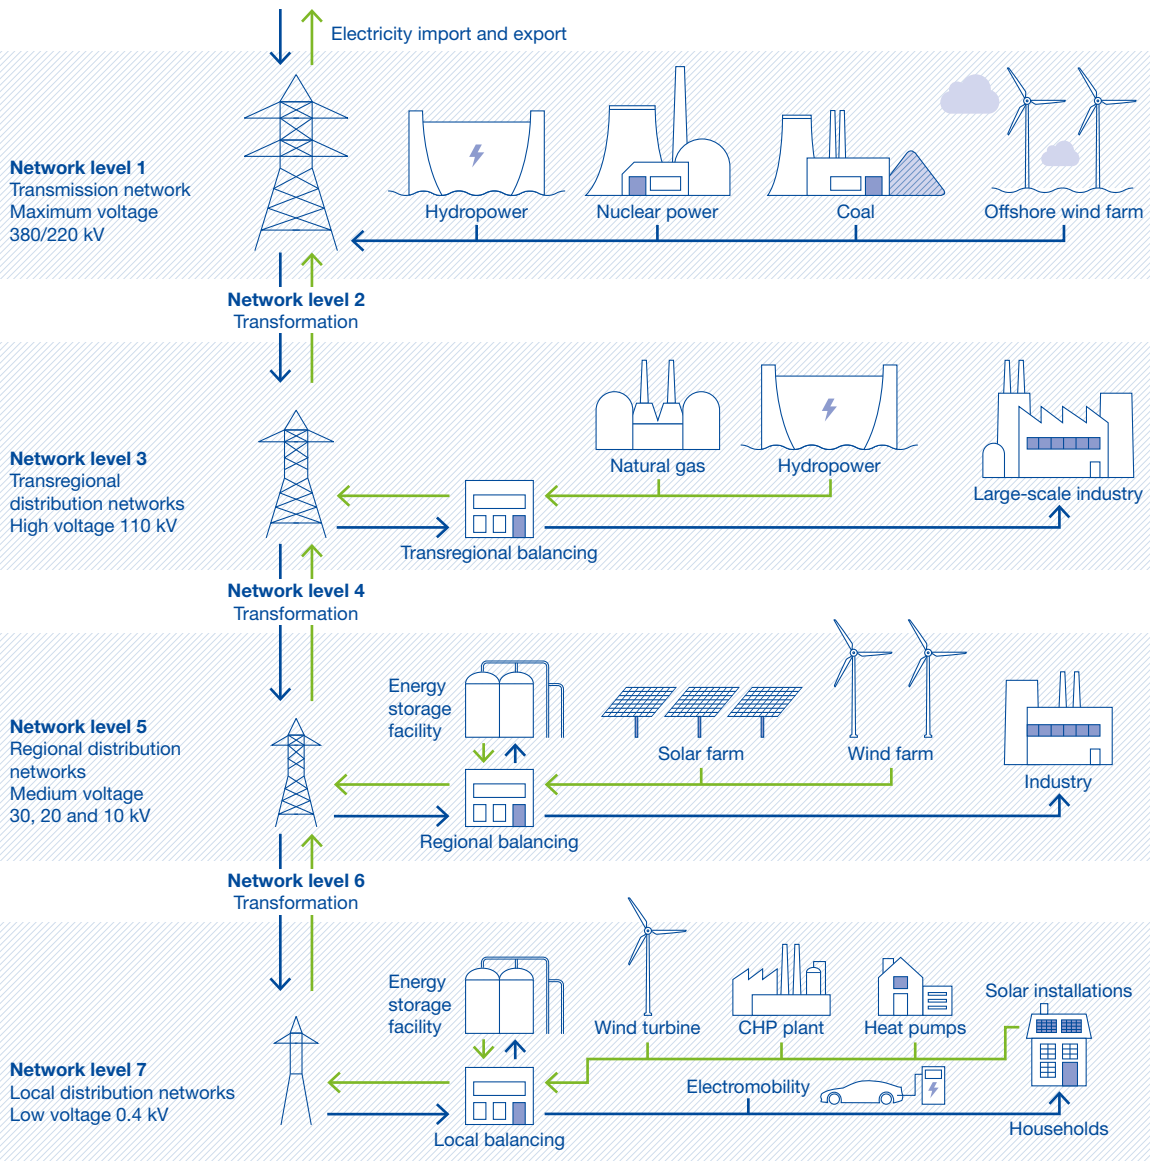 Electricity import and export
Network level 1
Transmission network
Maximum voltage
380/220 kV
Hydropower
Nuclear power
Coal
Offshore wind farm
Network level 2
Transformation
Network level 3
Transregional
distribution networks
High voltage 110 kV
Natural gas
Hydropower
Large-scale industry
Transregional balancing
Network level 4
Transformation
Network level 5
Regional distribution
networks
Medium voltage
30, 20 and 10 kV
Energy
storage
facility
Solar farm
Wind farm
Industry
Regional balancing
Network level 6
Transformation
Network level 7
Local distribution networks
Low voltage 0.4 kV
Energy
storage
facility
Wind turbine
CHP plant
Heat pumps
Solar installations
Electromobility
Local balancing
Households